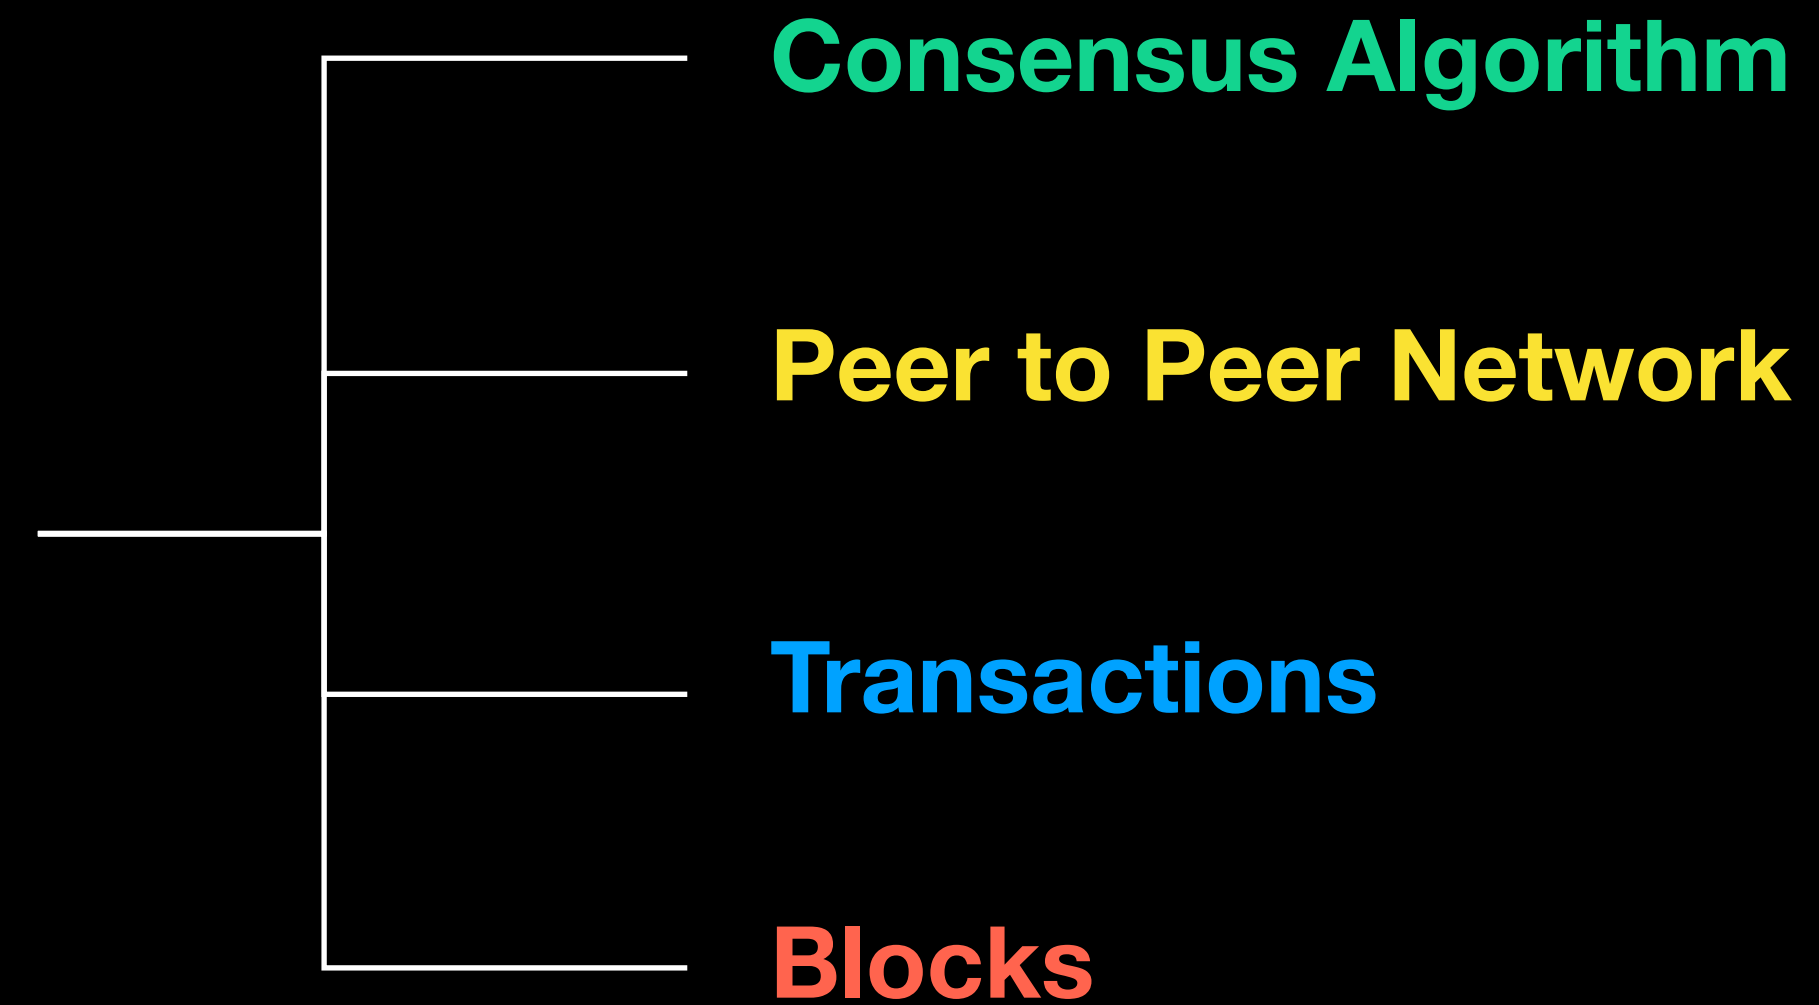 Consensus Algorithm
Peer to Peer Network
Transactions
Blocks